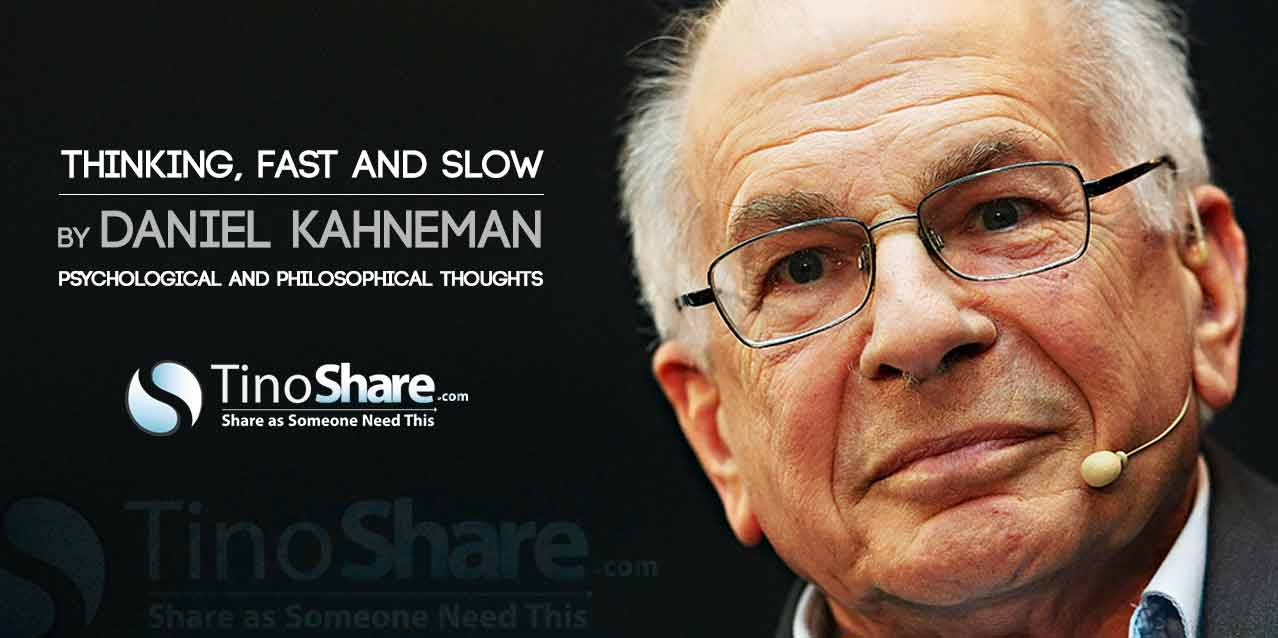 THINKING, FAST AND SLOW
BY DANIEL KAHNEMAN
PSYCHOLOGICAL AND PHILOSOPHICAL THOUGHTS
TinoShare.com
Share as Someone Need This
TinoShare.com
Share as Someone Need This